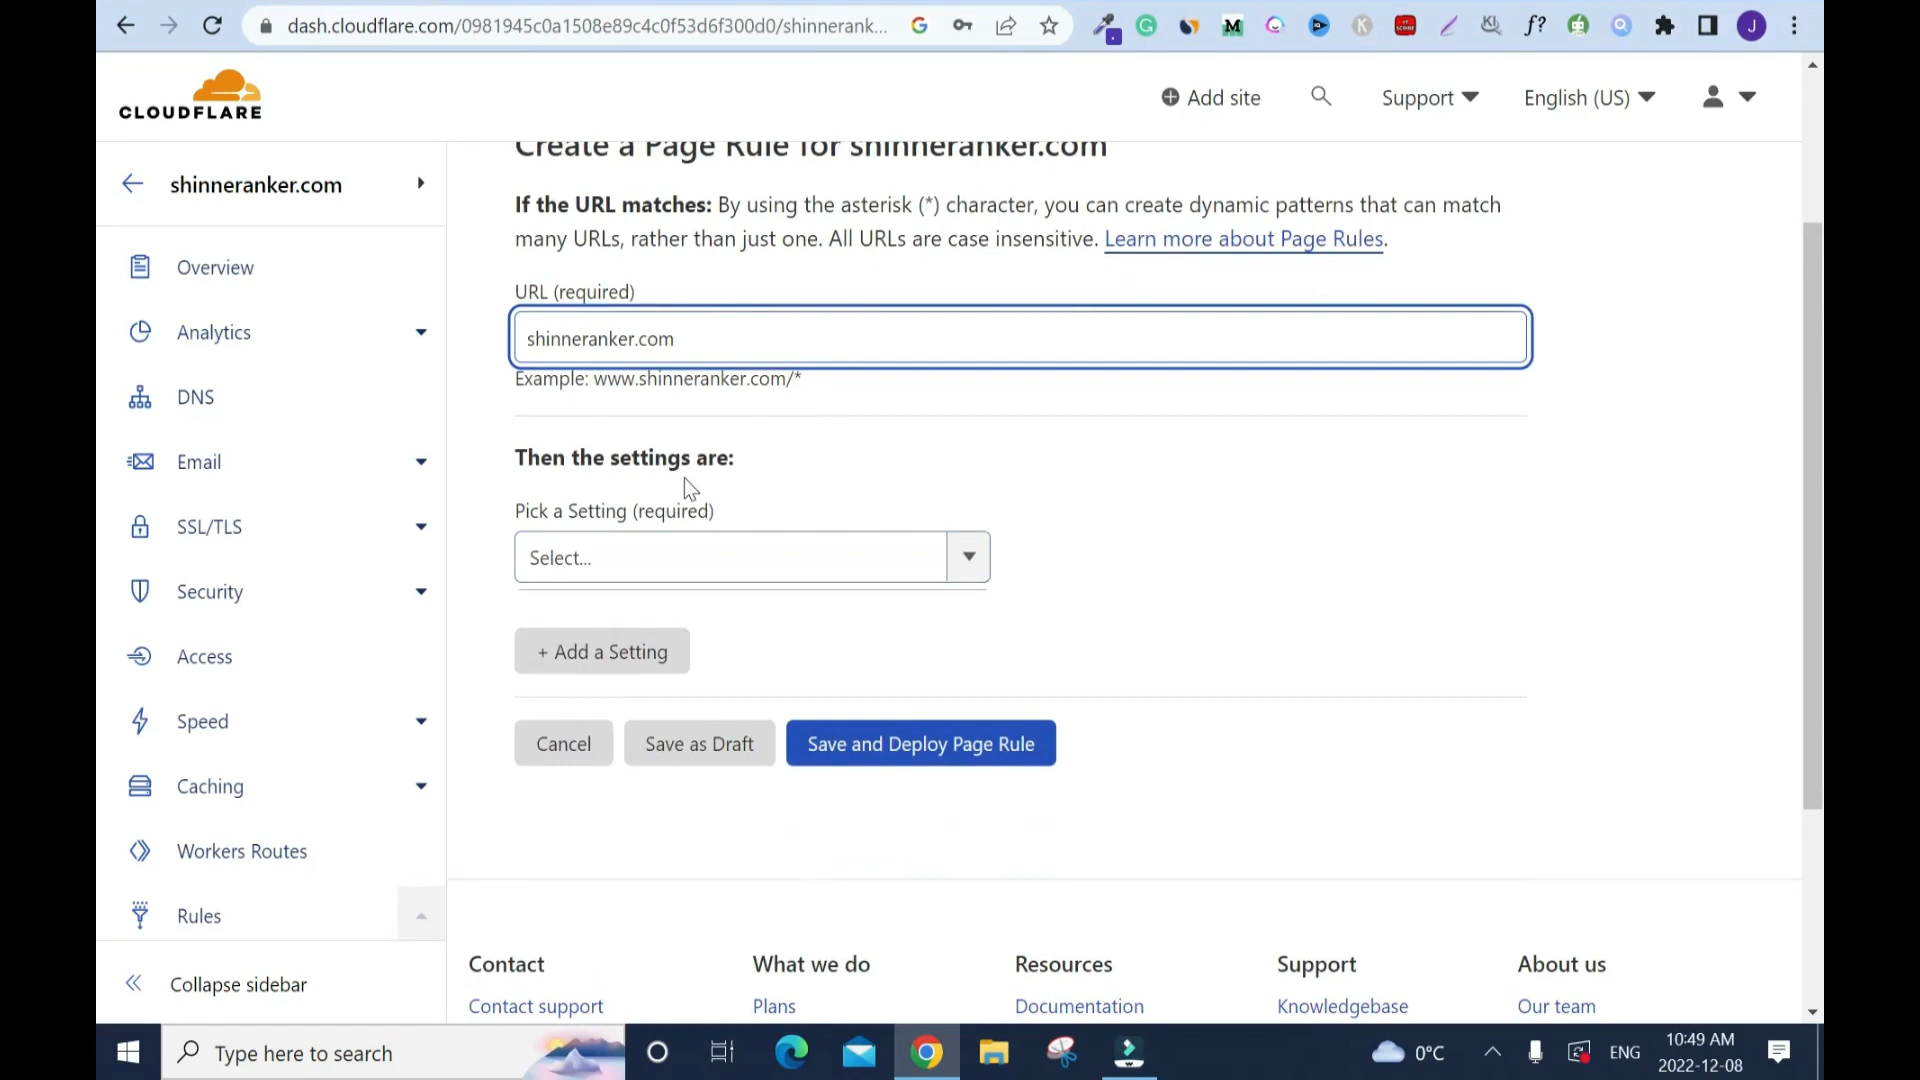 dash.cloudflare.com/0981945c0a1508e89c4c0f53d6f300d0/shinnerank...
CLOUDFLARE
Add site
Support
English (US)
shinneranker.com
Overview
Analytics
DNS
Email
SSL/TLS
Security
Access
Speed
Caching
Workers Routes
Rules
Collapse sidebar
Create a Page Rule for shinneranker.com
If the URL matches: By using the asterisk (*) character, you can create dynamic patterns that can match
many URLs, rather than just one. All URLs are case insensitive. Learn more about Page Rules.
URL (required)
shinneranker.com
Example: www.shinneranker.com/*
Then the settings are:
Pick a Setting (required)
Select...
+ Add a Setting
Cancel
Save as Draft
Save and Deploy Page Rule
Contact
What we do
Resources
Support
About us
Contact support
Plans
Documentation
Knowledgebase
Our team
Type here to search
0°C
ENG
10:49 AM
2022-12-08